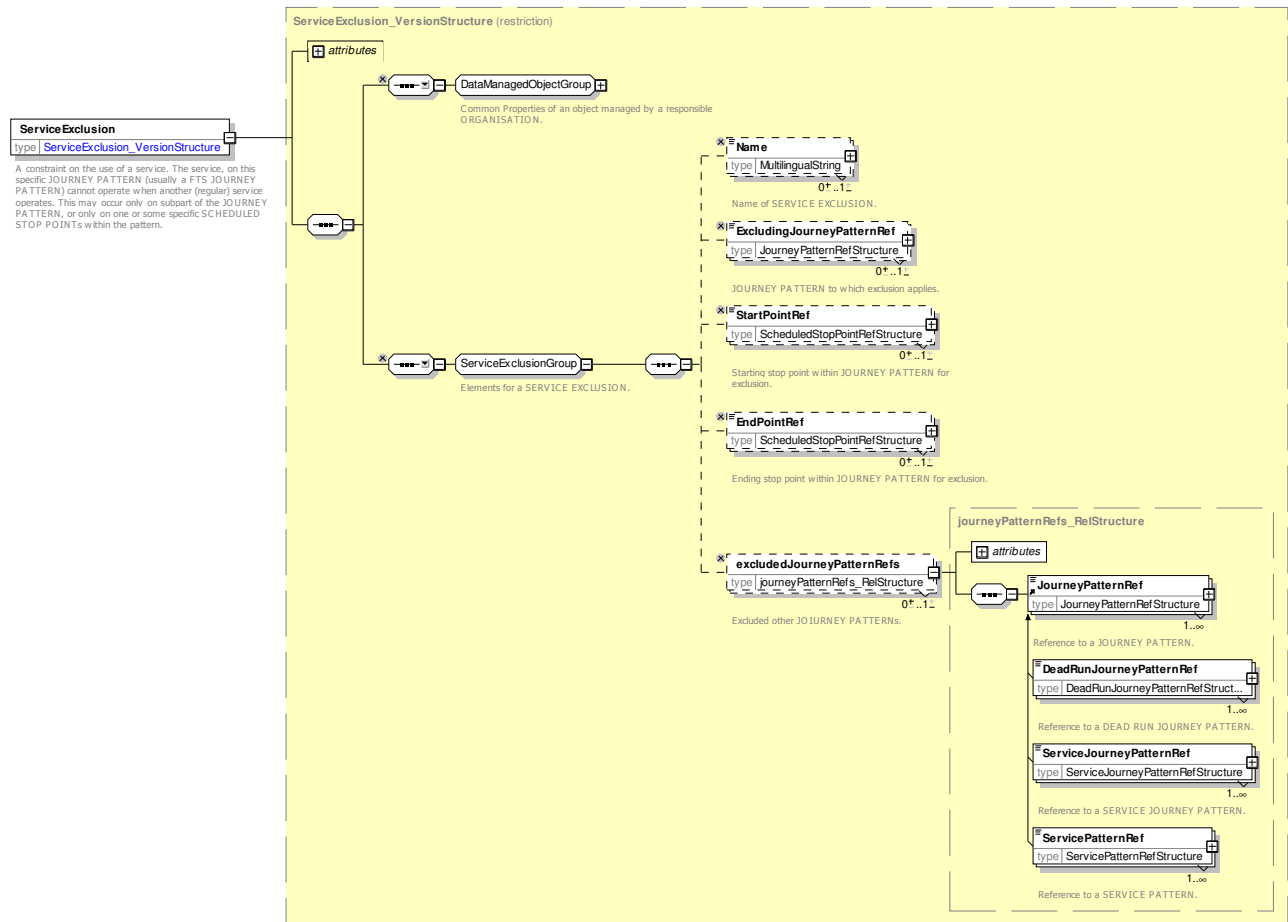 ServiceExclusion_VersionStructure (restriction)
attributes
DataManagedObjectGroup
Common Properties of an object managed by a responsible
ORGANISATION.
ServiceExclusion
type ServiceExclusion_VersionStructure
A constraint on the use of a service. The service, on this
specific JOURNEY PATTERN (usually a FTS JOURNEY
PATTERN) cannot operate when another (regular) service
operates. This may occur only on subpart of the JOURNEY
PATTERN, or only on one or some specific SCHEDULED
STOP POINTs within the pattern.
Name
type MultilingualString
0..1
Name of SERVICE EXCLUSION.
ExcludingJourneyPatternRef
type JourneyPatternRefStructure
0..1
JOURNEY PATTERN to which exclusion applies.
StartPointRef
type ScheduledStopPointRefStructure
0..1
Starting stop point within JOURNEY PATTERN for
exclusion.
ServiceExclusionGroup
Elements for a SERVICE EXCLUSION.
EndPointRef
type ScheduledStopPointRefStructure
0..1
Ending stop point within JOURNEY PATTERN for exclusion.
excludedJourneyPatternRefs
type journeyPatternRefs_RelStructure
0..1
Excluded other JOIURNEY PATTERNs.
journeyPatternRefs_RelStructure
attributes
JourneyPatternRef
type JourneyPatternRefStructure
1..∞
Reference to a JOURNEY PATTERN.
DeadRunJourneyPatternRef
type DeadRunJourneyPatternRefStruct...
1..∞
Reference to a DEAD RUN JOURNEY PATTERN.
ServiceJourneyPatternRef
type ServiceJourneyPatternRefStructure
1..∞
Reference to a SERVICE JOURNEY PATTERN.
ServicePatternRef
type ServicePatternRefStructure
1..∞
Reference to a SERVICE PATTERN.